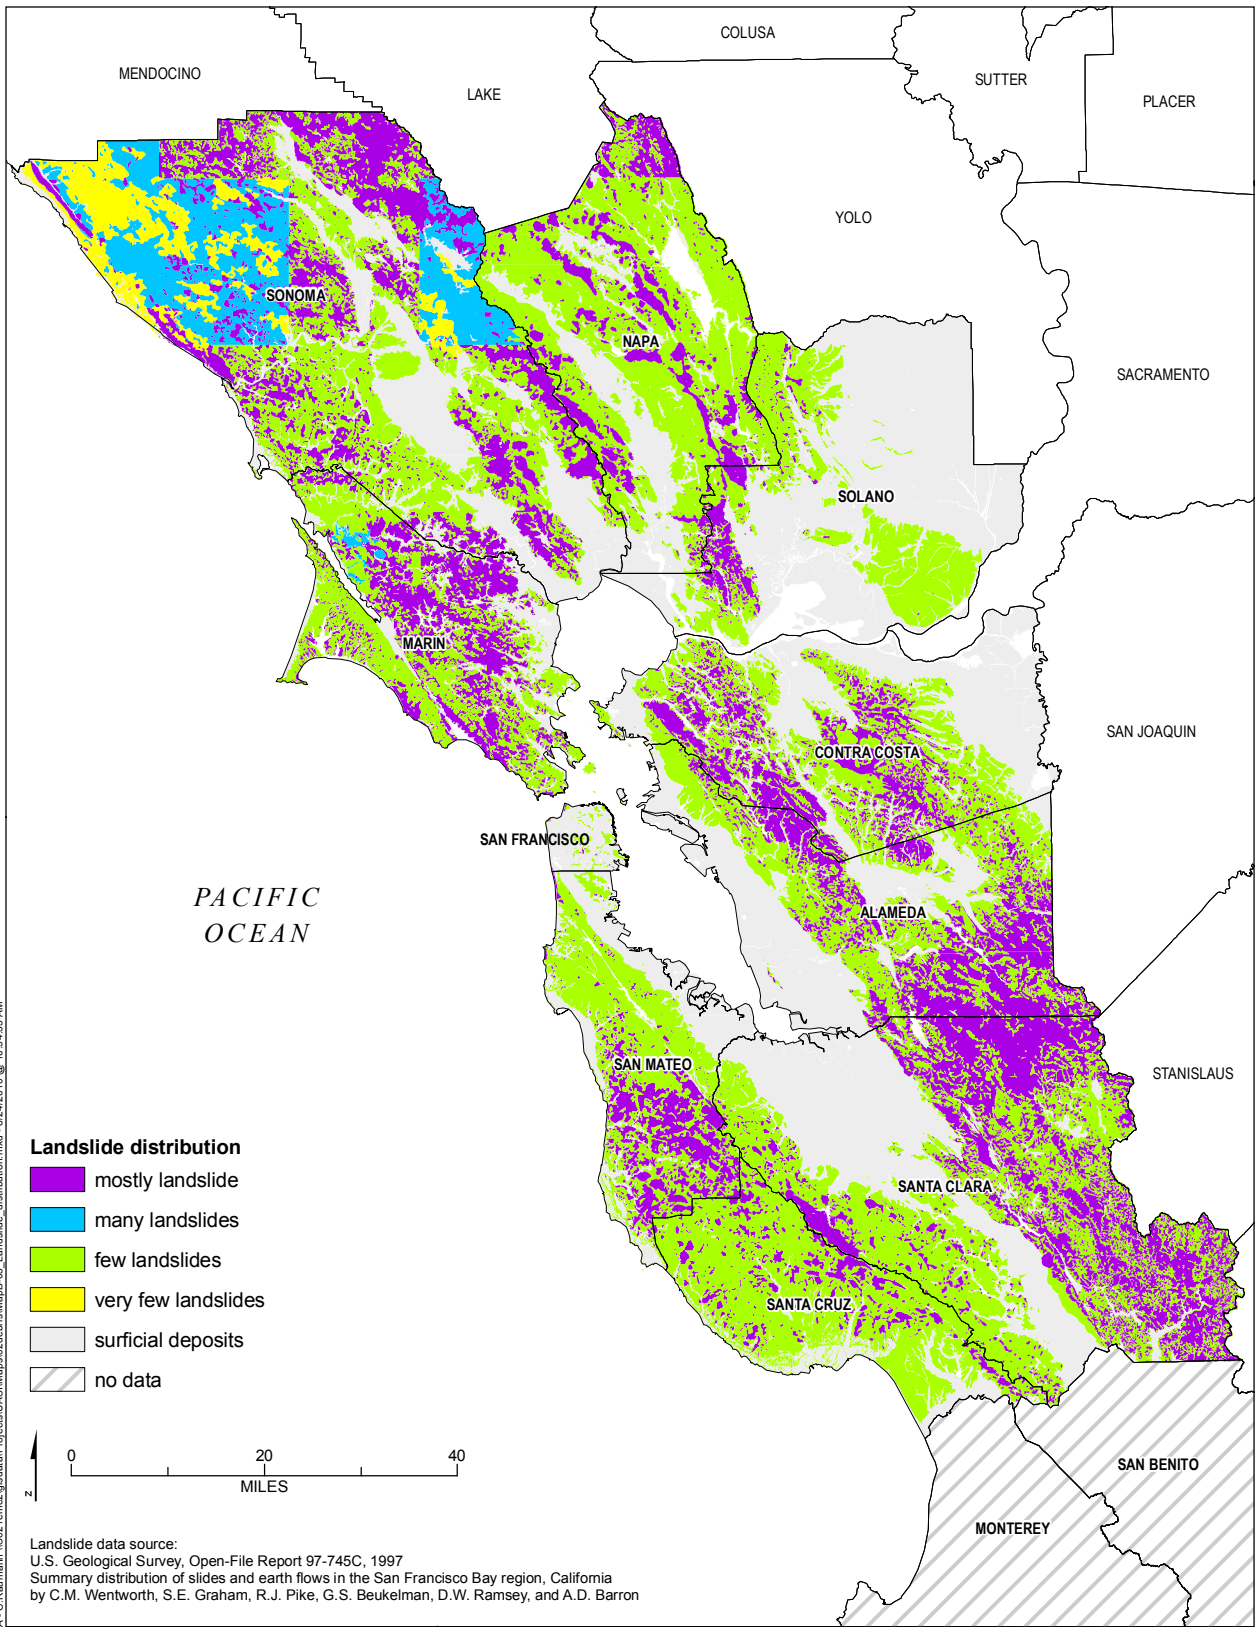 COLUSA
MENDOCINO
SUTTER
LAKE
PLACER
YOLO
SONOMA
NAPA
SACRAMENTO
SOLANO
MARIN
SAN JOAQUIN
CONTRA COSTA
SAN FRANCISCO
PACIFIC
OCEAN
ALAMEDA
SAN MATEO
STANISLAUS
SANTA CLARA
SANTA CRUZ
SAN BENITO
MONTEREY
Landslide distribution
mostly landslide
many landslides
few landslides
very few landslides
surficial deposits
no data
0 20 40
MILES
N
Landslide data source:
U.S. Geological Survey, Open-File Report 97-745C, 1997
Summary distribution of slides and earth flows in the San Francisco Bay region, California
by C.M. Wentworth, S.E. Graham, R.J. Pike, G.S. Beukelman, D.W. Ramsey, and A.D. Barron